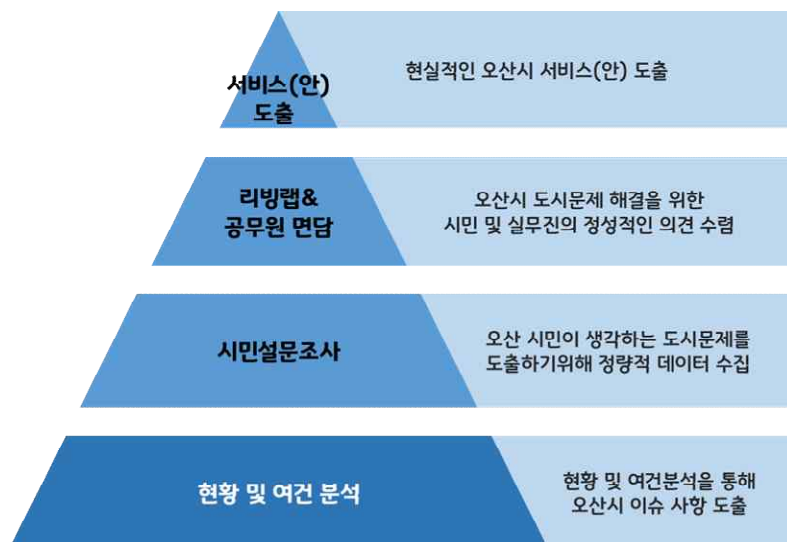 서비스(안)
도출
현실적인 오산시 서비스(안) 도출
리빙랩&
공무원 면담
오산시 도시문제 해결을 위한
시민 및 실무진의 정성적인 의견 수렴
시민설문조사
오산 시민이 생각하는 도시문제를
도출하기위해 정량적 데이터 수집
현황 및 여건 분석
현황 및 여건분석을 통해
오산시 이슈 사항 도출